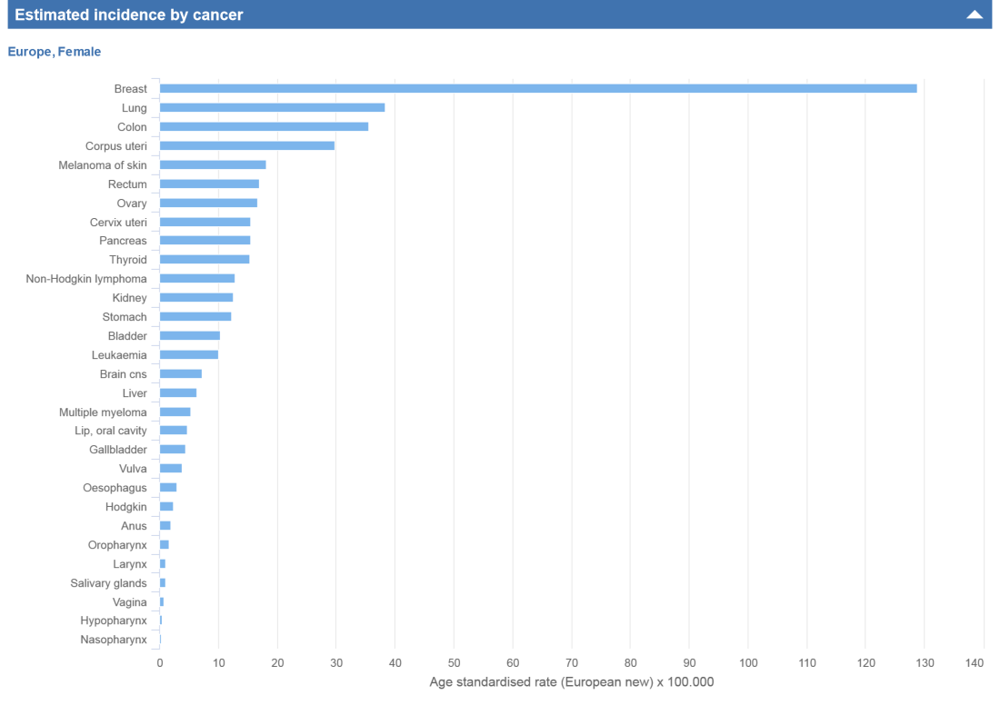 Estimated incidence by cancer
Europe, Female
Breast
Lung
Colon
Corpus uteri
Melanoma of skin
Rectum
Ovary
Cervix uteri
Pancreas
Thyroid
Non-Hodgkin lymphoma
Kidney
Stomach
Bladder
Leukaemia
Brain cns
Liver
Multiple myeloma
Lip, oral cavity
Gallbladder
Vulva
Oesophagus
Hodgkin
Anus
Oropharynx
Larynx
Salivary glands
Vagina
Hypopharynx
Nasopharynx
0 10 20 30 40 50 60 70 80 90 100 110 120 130 140
Age standardised rate (European new) x 100.000